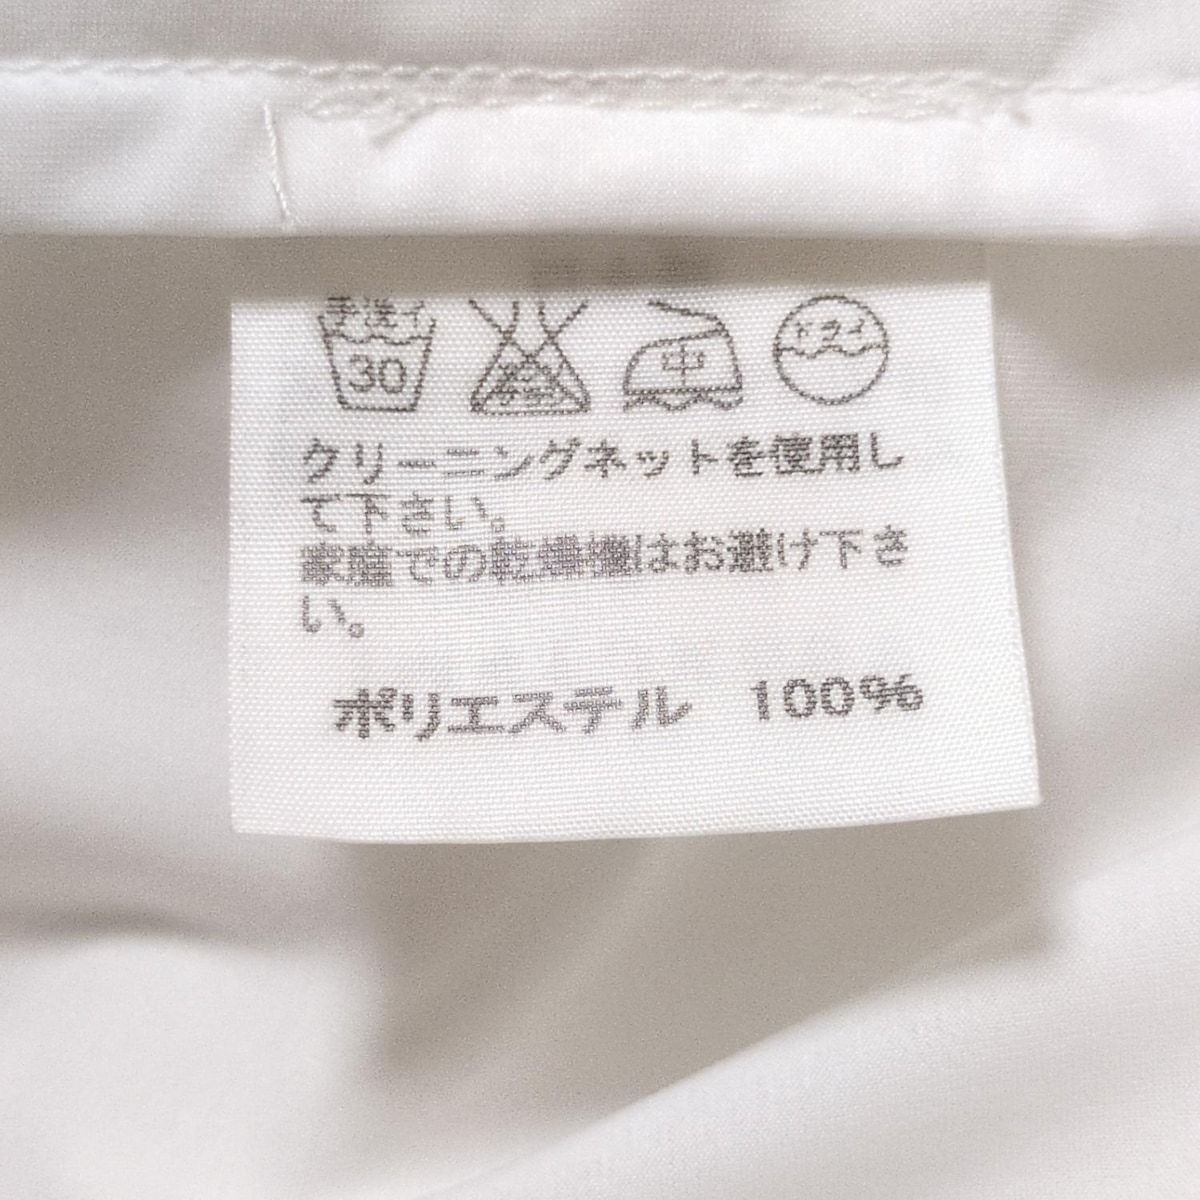 手洗イ
30
中
ドライ
クリーニングネットを使用し
て下さい。
家庭での乾燥機はお避け下さ
い。
ポリエステル 100%